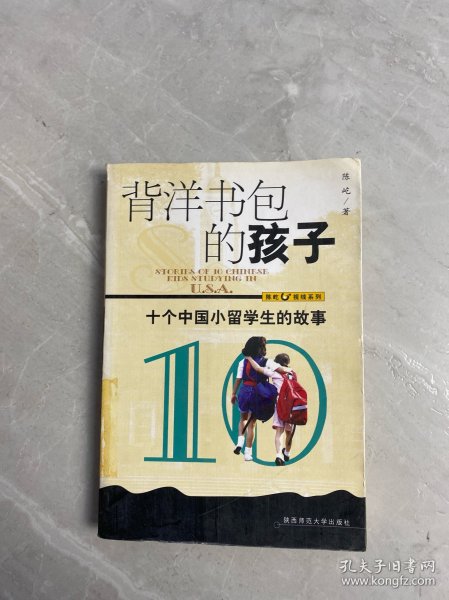 陈屹/著
背洋书包
的孩子
STORIES OF 10 CHINESE
KIDS STUDYING IN
U.S.A.
陈屹视线系列
十个中国小留学生的故事
10
陕西师范大学出版社
孔夫子旧书网
www.kongfz.com